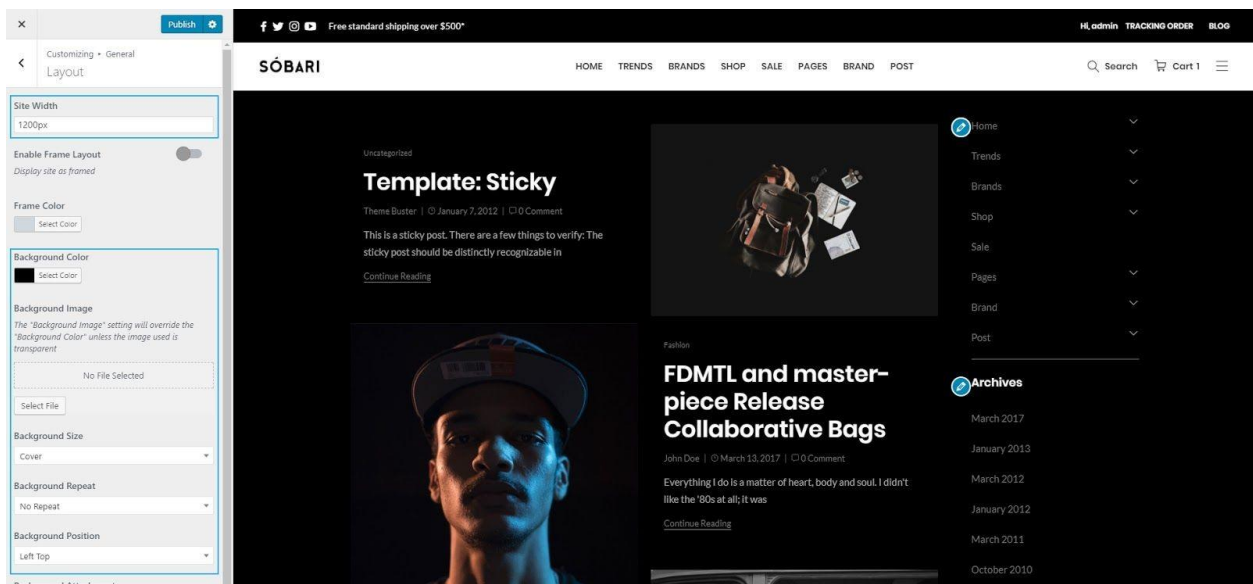 Publish
Customizing • General
Layout
Site Width
1200px
Enable Frame Layout
Display site as framed
Frame Color
Select Color
Background Color
Select Color
Background Image
The "Background Image" setting will override the
"Background Color" unless the image used is
transparent
No File Selected
Select File
Background Size
Cover
Background Repeat
No Repeat
Background Position
Left Top
Free standard shipping over $500*
Hi, admin TRACKING ORDER BLOG
SÓBARI
HOME TRENDS BRANDS SHOP SALE PAGES BRAND POST
Search Cart 1
Uncategorized
Template: Sticky
Theme Buster | January 7, 2012 | 0 Comment
This is a sticky post. There are a few things to verify: The
sticky post should be distinctly recognizable in
Continue Reading
Fashion
FDMTL and master-
piece Release
Collaborative Bags
John Doe | March 13, 2017 | 0 Comment
Everything I do is a matter of heart, body and soul. I didn't
like the '80s at all; it was
Continue Reading
Home
Trends
Brands
Shop
Sale
Pages
Brand
Post
Archives
March 2017
January 2013
March 2012
January 2012
March 2011
October 2010